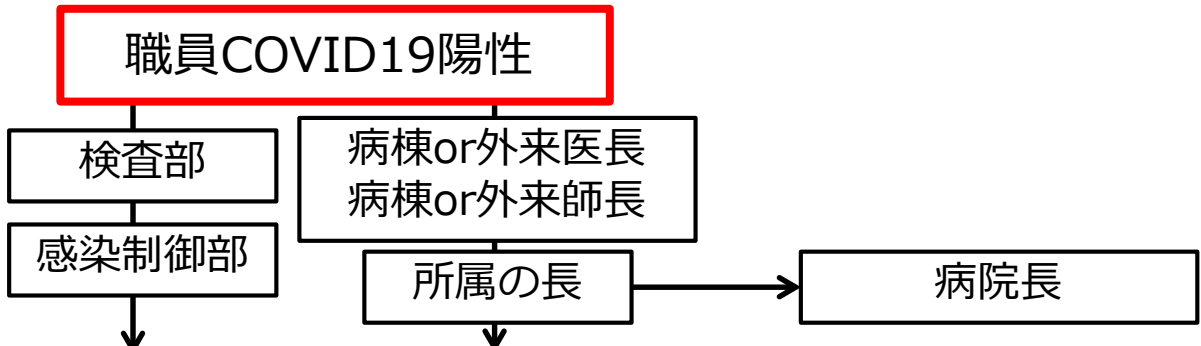 職員COVID19陽性
検査部
病棟or外来医長
病棟or外来師長
感染制御部
所属の長
病院長